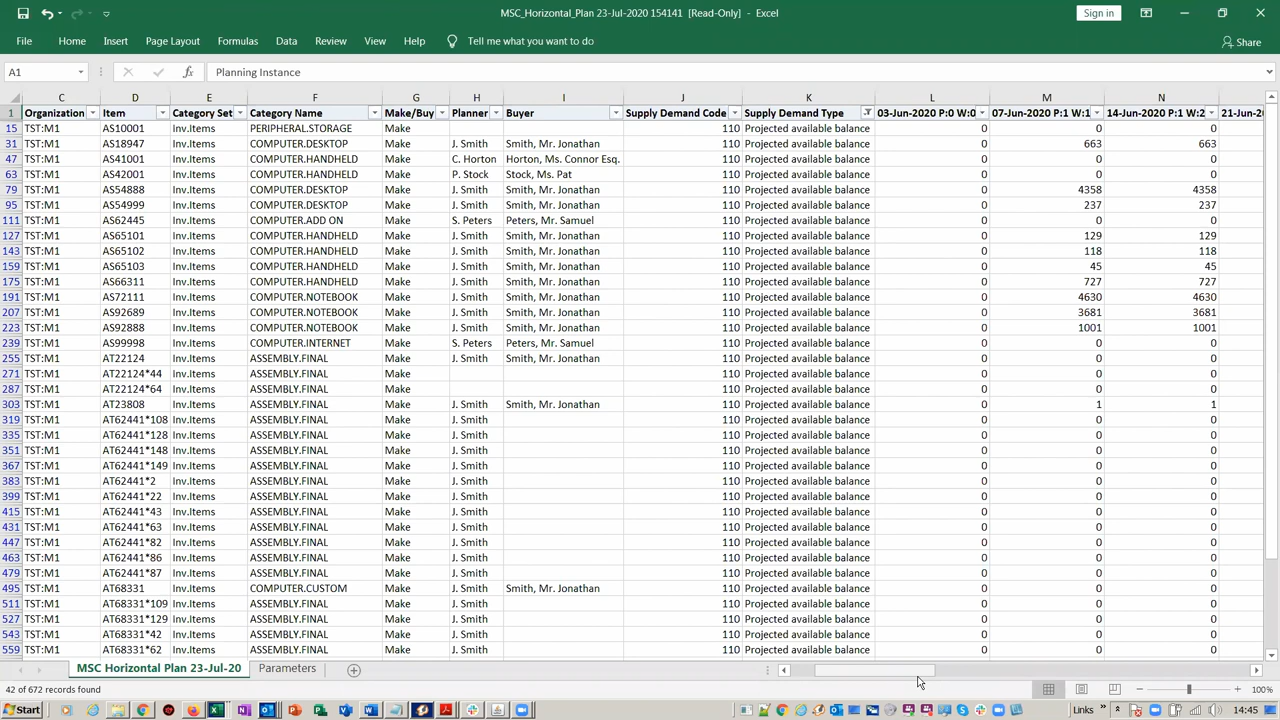 MSC_Horizontal_Plan 23-Jul-2020 154141 [Read-Only] - Excel
Sign in
File Home Insert Page Layout Formulas Data Review View Help Tell me what you want to do Share
A1 fx Planning Instance
C D E F G H I J K L M N
1 Organization Item Category Set Category Name Make/Buy Planner Buyer Supply Demand Code Supply Demand Type 03-Jun-2020 P:0 W:0 07-Jun-2020 P:1 W:1 14-Jun-2020 P:1 W:2 21-Jun-2
15 TST:M1 AS10001 Inv.Items PERIPHERAL.STORAGE Make 110 Projected available balance 0 0 0
31 TST:M1 AS18947 Inv.Items COMPUTER.DESKTOP Make J. Smith Smith, Mr. Jonathan 110 Projected available balance 0 663 663
47 TST:M1 AS41001 Inv.Items COMPUTER.HANDHELD Make C. Horton Horton, Ms. Connor Esq. 110 Projected available balance 0 0 0
63 TST:M1 AS42001 Inv.Items COMPUTER.HANDHELD Make P. Stock Stock, Ms. Pat 110 Projected available balance 0 0 0
79 TST:M1 AS54888 Inv.Items COMPUTER.DESKTOP Make J. Smith Smith, Mr. Jonathan 110 Projected available balance 0 4358 4358
95 TST:M1 AS54999 Inv.Items COMPUTER.DESKTOP Make J. Smith Smith, Mr. Jonathan 110 Projected available balance 0 237 237
111 TST:M1 AS62445 Inv.Items COMPUTER.ADD ON Make S. Peters Peters, Mr. Samuel 110 Projected available balance 0 0 0
127 TST:M1 AS65101 Inv.Items COMPUTER.HANDHELD Make J. Smith Smith, Mr. Jonathan 110 Projected available balance 0 129 129
143 TST:M1 AS65102 Inv.Items COMPUTER.HANDHELD Make J. Smith Smith, Mr. Jonathan 110 Projected available balance 0 118 118
159 TST:M1 AS65103 Inv.Items COMPUTER.HANDHELD Make J. Smith Smith, Mr. Jonathan 110 Projected available balance 0 45 45
175 TST:M1 AS66311 Inv.Items COMPUTER.HANDHELD Make J. Smith Smith, Mr. Jonathan 110 Projected available balance 0 727 727
191 TST:M1 AS72111 Inv.Items COMPUTER.NOTEBOOK Make J. Smith Smith, Mr. Jonathan 110 Projected available balance 0 4630 4630
207 TST:M1 AS92689 Inv.Items COMPUTER.NOTEBOOK Make J. Smith Smith, Mr. Jonathan 110 Projected available balance 0 3681 3681
223 TST:M1 AS92888 Inv.Items COMPUTER.NOTEBOOK Make J. Smith Smith, Mr. Jonathan 110 Projected available balance 0 1001 1001
239 TST:M1 AS99998 Inv.Items COMPUTER.INTERNET Make S. Peters Peters, Mr. Samuel 110 Projected available balance 0 0 0
255 TST:M1 AT22124 Inv.Items ASSEMBLY.FINAL Make J. Smith Smith, Mr. Jonathan 110 Projected available balance 0 0 0
271 TST:M1 AT22124*44 Inv.Items ASSEMBLY.FINAL Make 110 Projected available balance 0 0 0
287 TST:M1 AT22124*64 Inv.Items ASSEMBLY.FINAL Make 110 Projected available balance 0 0 0
303 TST:M1 AT23808 Inv.Items ASSEMBLY.FINAL Make J. Smith Smith, Mr. Jonathan 110 Projected available balance 0 1 1
319 TST:M1 AT62441*108 Inv.Items ASSEMBLY.FINAL Make J. Smith 110 Projected available balance 0 0 0
335 TST:M1 AT62441*128 Inv.Items ASSEMBLY.FINAL Make J. Smith 110 Projected available balance 0 0 0
351 TST:M1 AT62441*148 Inv.Items ASSEMBLY.FINAL Make J. Smith 110 Projected available balance 0 0 0
367 TST:M1 AT62441*149 Inv.Items ASSEMBLY.FINAL Make J. Smith 110 Projected available balance 0 0 0
383 TST:M1 AT62441*2 Inv.Items ASSEMBLY.FINAL Make J. Smith 110 Projected available balance 0 0 0
399 TST:M1 AT62441*22 Inv.Items ASSEMBLY.FINAL Make J. Smith 110 Projected available balance 0 0 0
415 TST:M1 AT62441*43 Inv.Items ASSEMBLY.FINAL Make J. Smith 110 Projected available balance 0 0 0
431 TST:M1 AT62441*63 Inv.Items ASSEMBLY.FINAL Make J. Smith 110 Projected available balance 0 0 0
447 TST:M1 AT62441*82 Inv.Items ASSEMBLY.FINAL Make J. Smith 110 Projected available balance 0 0 0
463 TST:M1 AT62441*86 Inv.Items ASSEMBLY.FINAL Make J. Smith 110 Projected available balance 0 0 0
479 TST:M1 AT62441*87 Inv.Items ASSEMBLY.FINAL Make J. Smith 110 Projected available balance 0 0 0
495 TST:M1 AT68331 Inv.Items COMPUTER.CUSTOM Make J. Smith Smith, Mr. Jonathan 110 Projected available balance 0 0 0
511 TST:M1 AT68331*109 Inv.Items ASSEMBLY.FINAL Make J. Smith 110 Projected available balance 0 0 0
527 TST:M1 AT68331*129 Inv.Items ASSEMBLY.FINAL Make J. Smith 110 Projected available balance 0 0 0
543 TST:M1 AT68331*42 Inv.Items ASSEMBLY.FINAL Make J. Smith 110 Projected available balance 0 0 0
559 TST:M1 AT68331*62 Inv.Items ASSEMBLY.FINAL Make J. Smith 110 Projected available balance 0 0 0
MSC Horizontal Plan 23-Jul-20 Parameters
42 of 672 records found 100%
Start Links 14:45